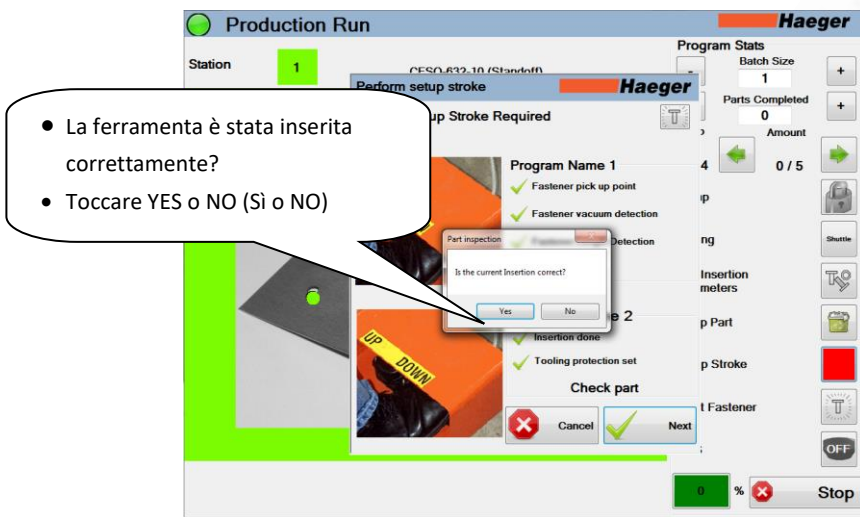 Production Run
Haeger
Station
1
CFSO-632-10 (Standoff)
Program Stats
Batch Size
-
1
+
Parts Completed
0
+
Amount
4
0 / 5
Perform setup stroke
Haeger
up Stroke Required
T
• La ferramenta è stata inserita
correttamente?
• Toccare YES o NO (Sì o NO)
Program Name 1
Fastener pick up point
Fastener vacuum detection
Detection
Part inspection
Is the current Insertion correct?
Yes
No
e 2
UP DOWN
Insertion done
Tooling protection set
Check part
Cancel
Next
up
ng
Shuttle
Insertion
meters
p Part
p Stroke
t Fastener
T
OFF
0
%
Stop